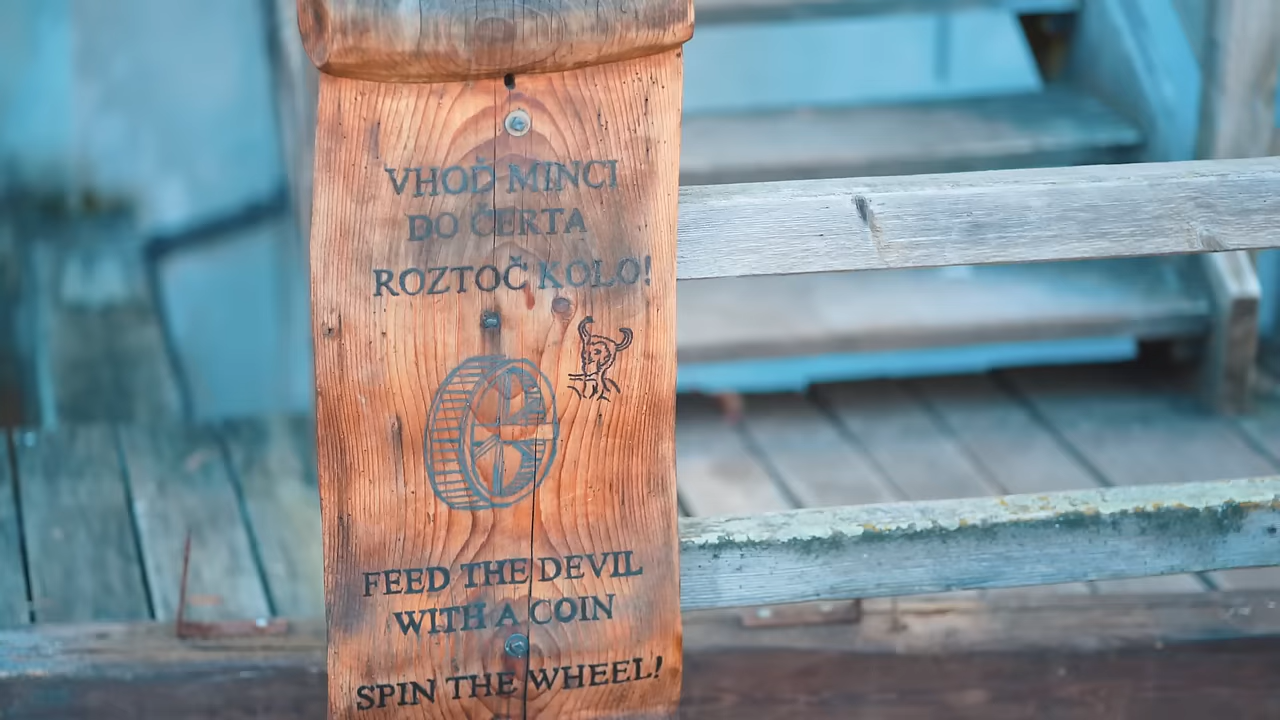 VHOĎ MINCI
DO ČERTA
ROZTOČ KOLO!
FEED THE DEVIL
WITH A COIN
SPIN THE WHEEL!